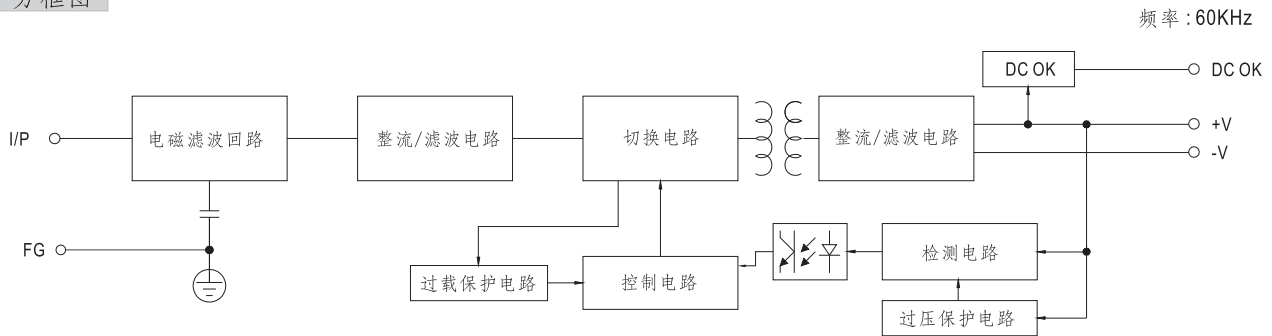 方框图
频率 : 60KHz
DC OK
DC OK
I/P
电磁滤波回路
整流/滤波电路
切换电路
整流/滤波电路
+V
-V
FG
过载保护电路
控制电路
检测电路
过压保护电路